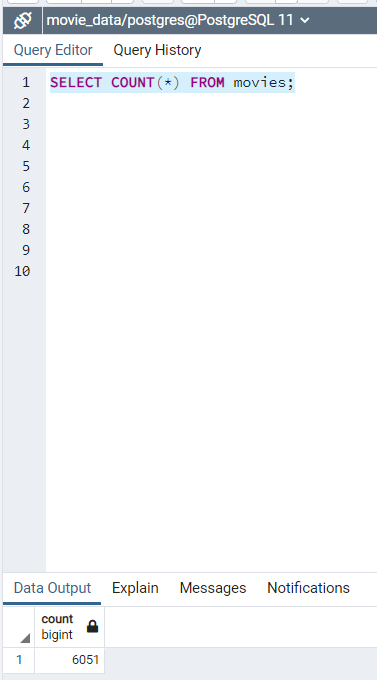 movie_data/postgres@PostgreSQL 11
Query Editor Query History
1 SELECT COUNT(*) FROM movies;
2
3
4
5
6
7
8
9
10
Data Output Explain Messages Notifications
count
bigint
1 6051